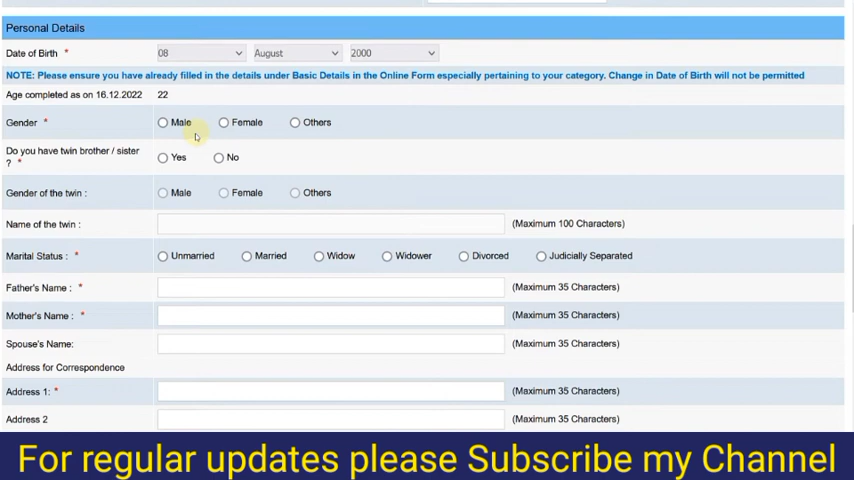 Personal Details
Date of Birth * 08 August 2000
NOTE: Please ensure you have already filled in the details under Basic Details in the Online Form especially pertaining to your category. Change in Date of Birth will not be permitted
Age completed as on 16.12.2022 22
Gender * Male Female Others
Do you have twin brother / sister
? * Yes No
Gender of the twin : Male Female Others
Name of the twin : (Maximum 100 Characters)
Marital Status : * Unmarried Married Widow Widower Divorced Judicially Separated
Father's Name : * (Maximum 35 Characters)
Mother's Name : * (Maximum 35 Characters)
Spouse's Name: (Maximum 35 Characters)
Address for Correspondence
Address 1: * (Maximum 35 Characters)
Address 2 (Maximum 35 Characters)
For regular updates please Subscribe my Channel